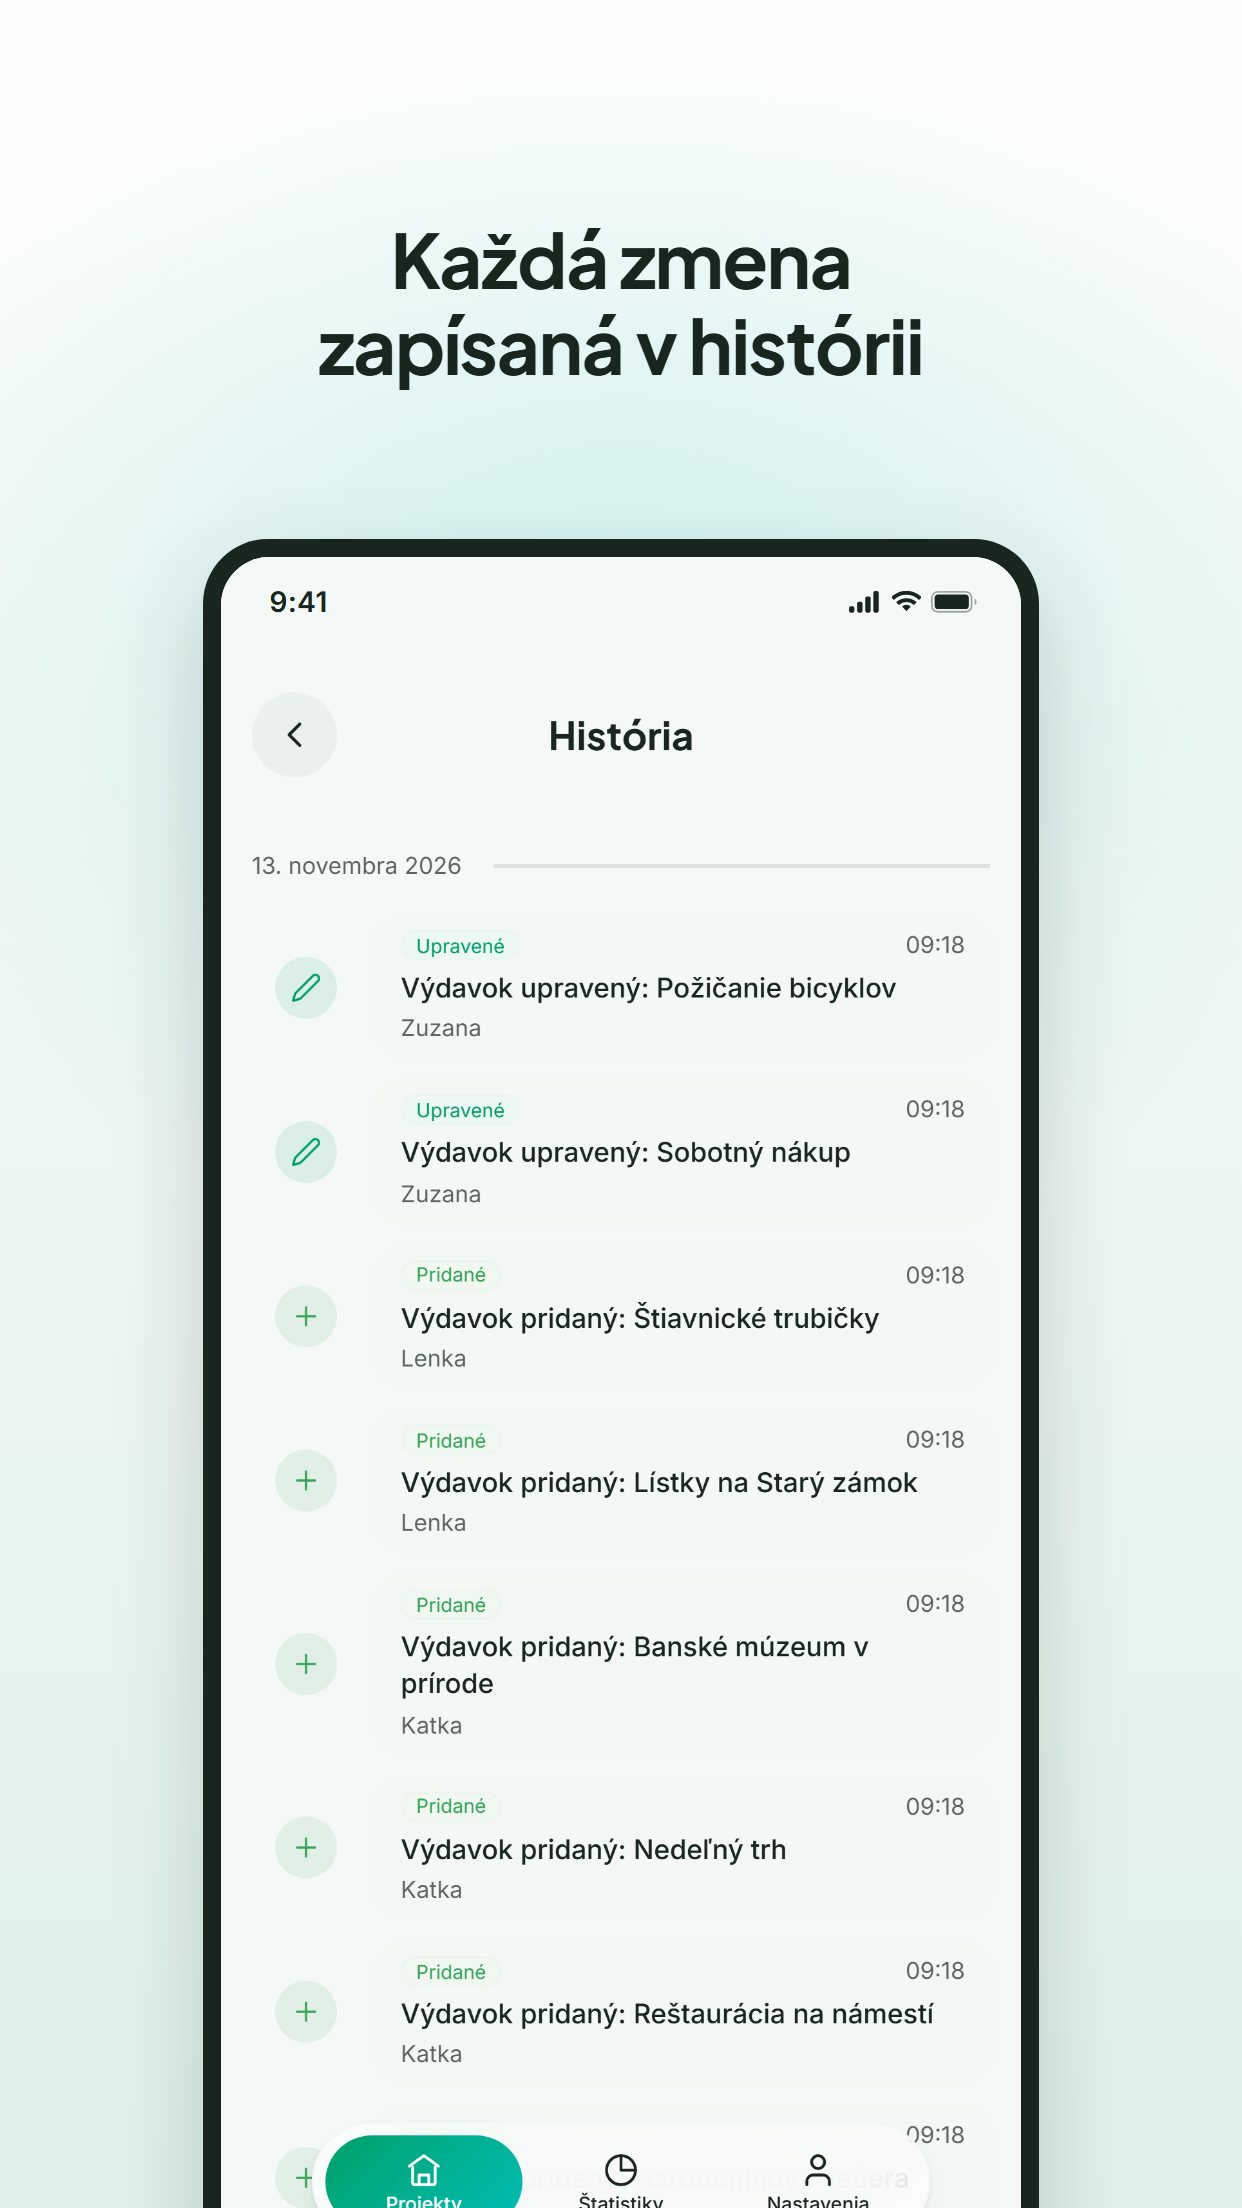 Každá zmena
zapísaná v histórii
9:41
História
13. novembra 2026
Upravené
09:18
Výdavok upravený: Požičanie bicyklov
Zuzana
Upravené
09:18
Výdavok upravený: Sobotný nákup
Zuzana
Pridané
09:18
Výdavok pridaný: Štiavnické trubičky
Lenka
Pridané
09:18
Výdavok pridaný: Lístky na Starý zámok
Lenka
Pridané
09:18
Výdavok pridaný: Banské múzeum v
prírode
Katka
Pridané
09:18
Výdavok pridaný: Nedeľný trh
Katka
Pridané
09:18
Výdavok pridaný: Reštaurácia na námestí
Katka
09:18
Projekty
Štatistiky
Nastavenia